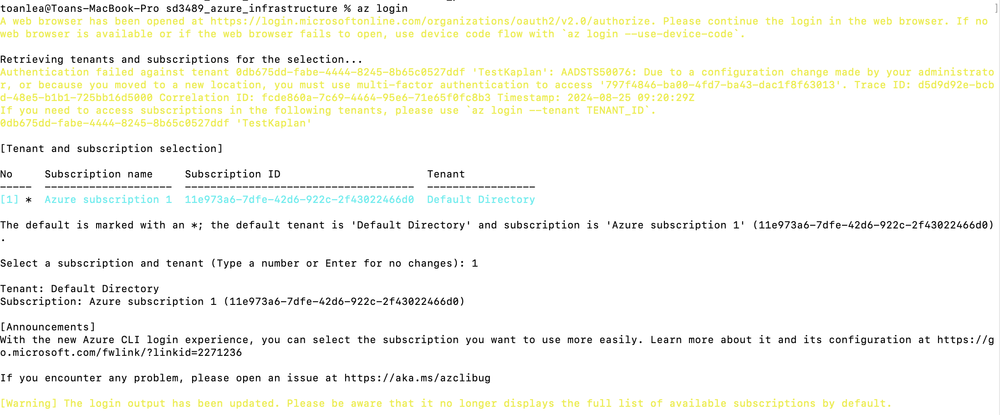 toanlea@Toans-MacBook-Pro sd3489_azure_infrastructure % az login ]
A web browser has been opened at https://login.microsoftonline.com/organizations/oauth2/v2.0/authorize. Please continue the login in the web browser. If no
web browser is available or if the web browser fails to open, use device code flow with `az login --use-device-code`.
Retrieving tenants and subscriptions for the selection...
Authentication failed against tenant 0db675dd-fabe-4444-8245-8b65c0527ddf 'TestKaplan': AADSTS50076: Due to a configuration change made by your administrato
r, or because you moved to a new location, you must use multi-factor authentication to access '797f4846-ba00-4fd7-ba43-dac1f8f63013'. Trace ID: d5d9d92e-bcb
d-48e5-b1b1-725bb16d5000 Correlation ID: fcde860a-7c69-4464-95e6-71e65f0fc8b3 Timestamp: 2024-08-25 09:20:29Z
If you need to access subscriptions in the following tenants, please use `az login --tenant TENANT_ID`.
0db675dd-fabe-4444-8245-8b65c0527ddf 'TestKaplan'
[Tenant and subscription selection]
No     Subscription name     Subscription ID                       Tenant
-----  --------------------  ------------------------------------  -----------------
[1] *  Azure subscription 1  11e973a6-7dfe-42d6-922c-2f43022466d0  Default Directory
The default is marked with an *; the default tenant is 'Default Directory' and subscription is 'Azure subscription 1' (11e973a6-7dfe-42d6-922c-2f43022466d0)
.
Select a subscription and tenant (Type a number or Enter for no changes): 1
Tenant: Default Directory
Subscription: Azure subscription 1 (11e973a6-7dfe-42d6-922c-2f43022466d0)
[Announcements]
With the new Azure CLI login experience, you can select the subscription you want to use more easily. Learn more about it and its configuration at https://g
o.microsoft.com/fwlink/?linkid=2271236
If you encounter any problem, please open an issue at https://aka.ms/azclibug
[Warning] The login output has been updated. Please be aware that it no longer displays the full list of available subscriptions by default.